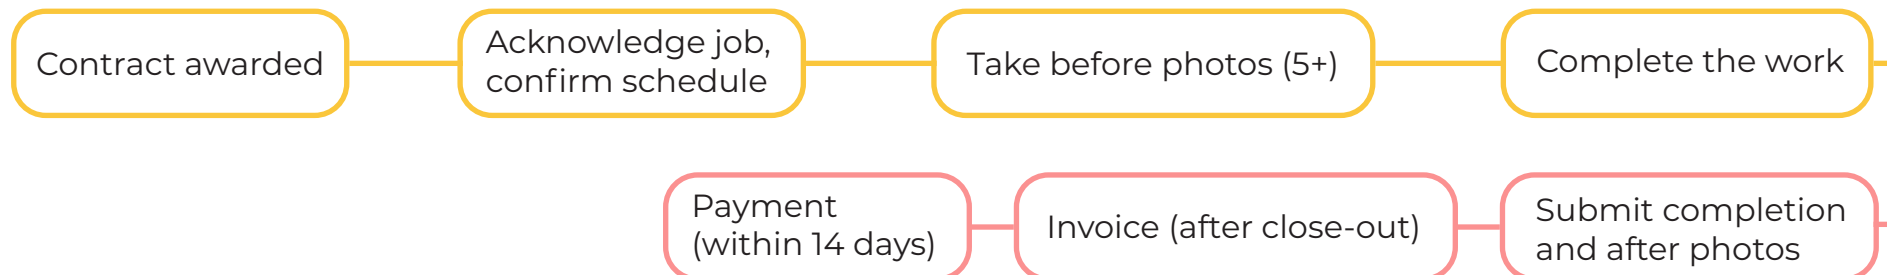 Contract awarded
Acknowledge job,
confirm schedule
Take before photos (5+)
Complete the work
Submit completion
and after photos
Invoice (after close-out)
Payment
(within 14 days)